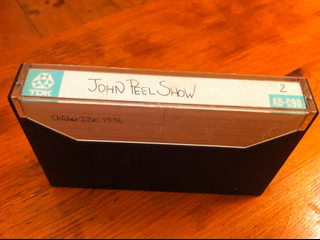 TDK
JOHN PEEL SHOW
2
AD-C90
October 23rd 1978